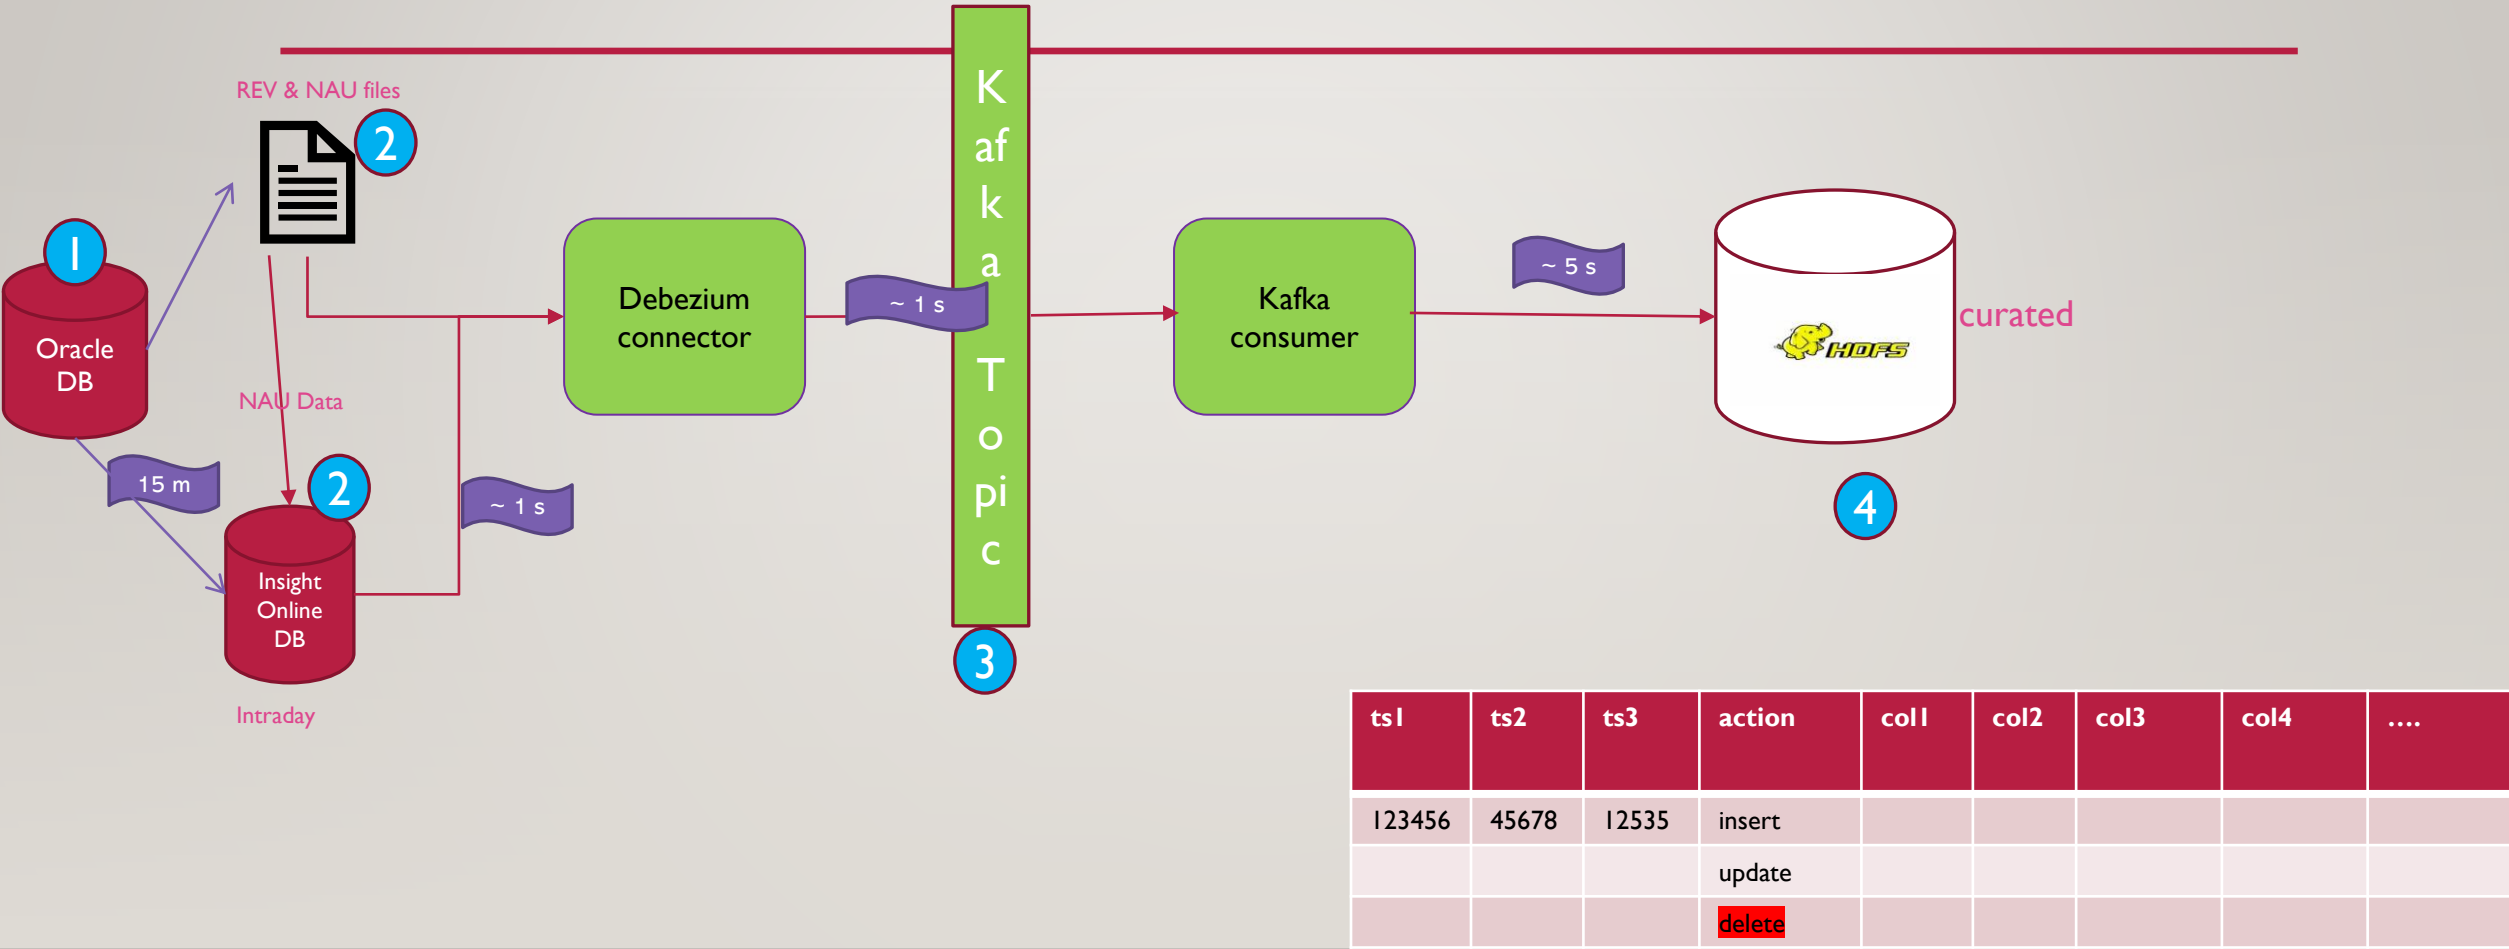 REV & NAU files
2
1
Oracle
DB
NAU Data
15 m
2
Insight
Online
DB
Intraday
~ 1 s
Debezium
connector
~ 1 s
K
af
k
a
T
o
pi
c
3
Kafka
consumer
~ 5 s
HDFS
curated
4
ts1 ts2 ts3 action col1 col2 col3 col4 ....
123456 45678 12535 insert
update
delete